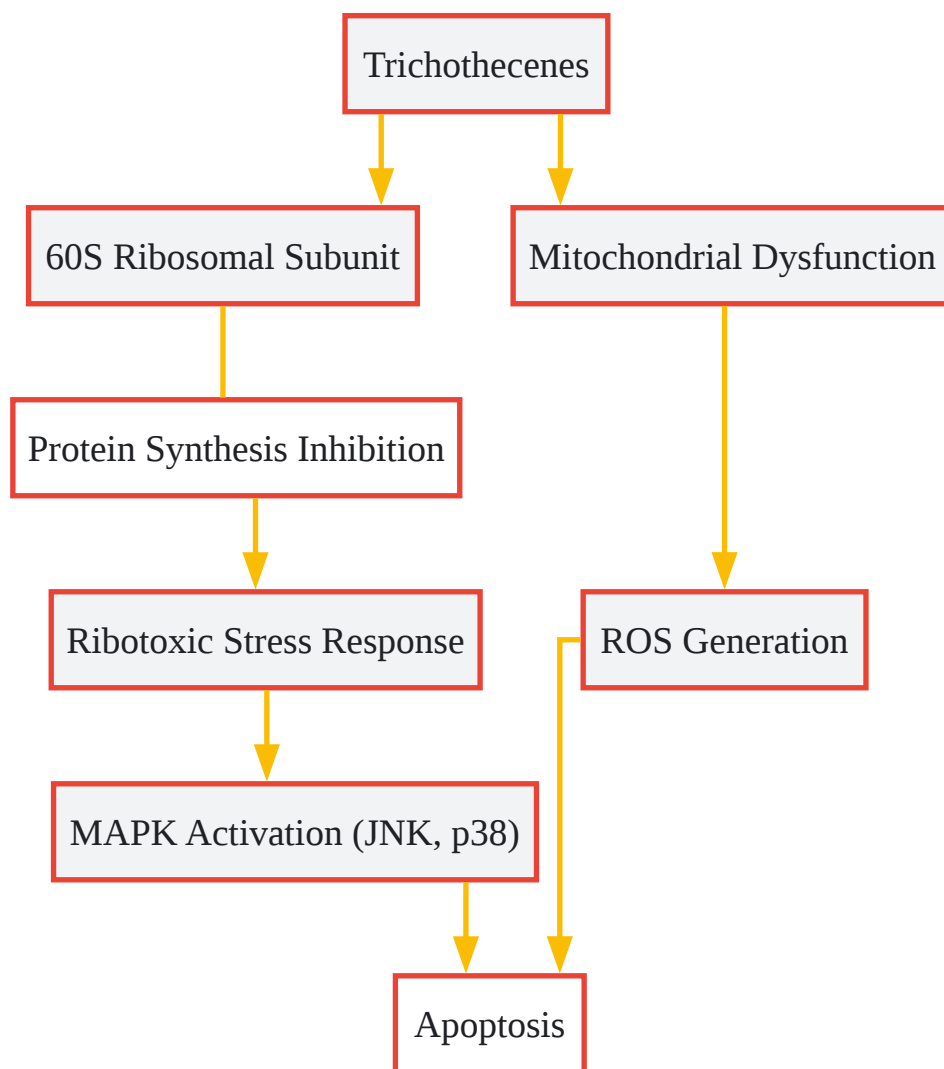 Trichothecenes
60S Ribosomal Subunit
Mitochondrial Dysfunction
Protein Synthesis Inhibition
Ribotoxic Stress Response
ROS Generation
MAPK Activation (JNK, p38)
Apoptosis